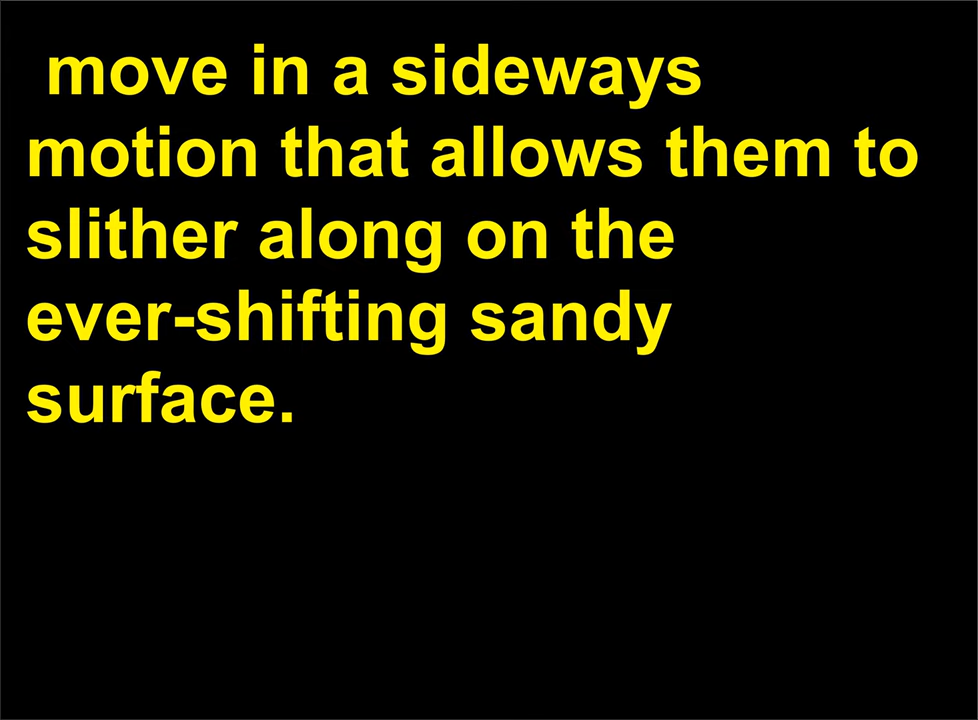 move in a sideways
motion that allows them to
slither along on the
ever-shifting sandy
surface.